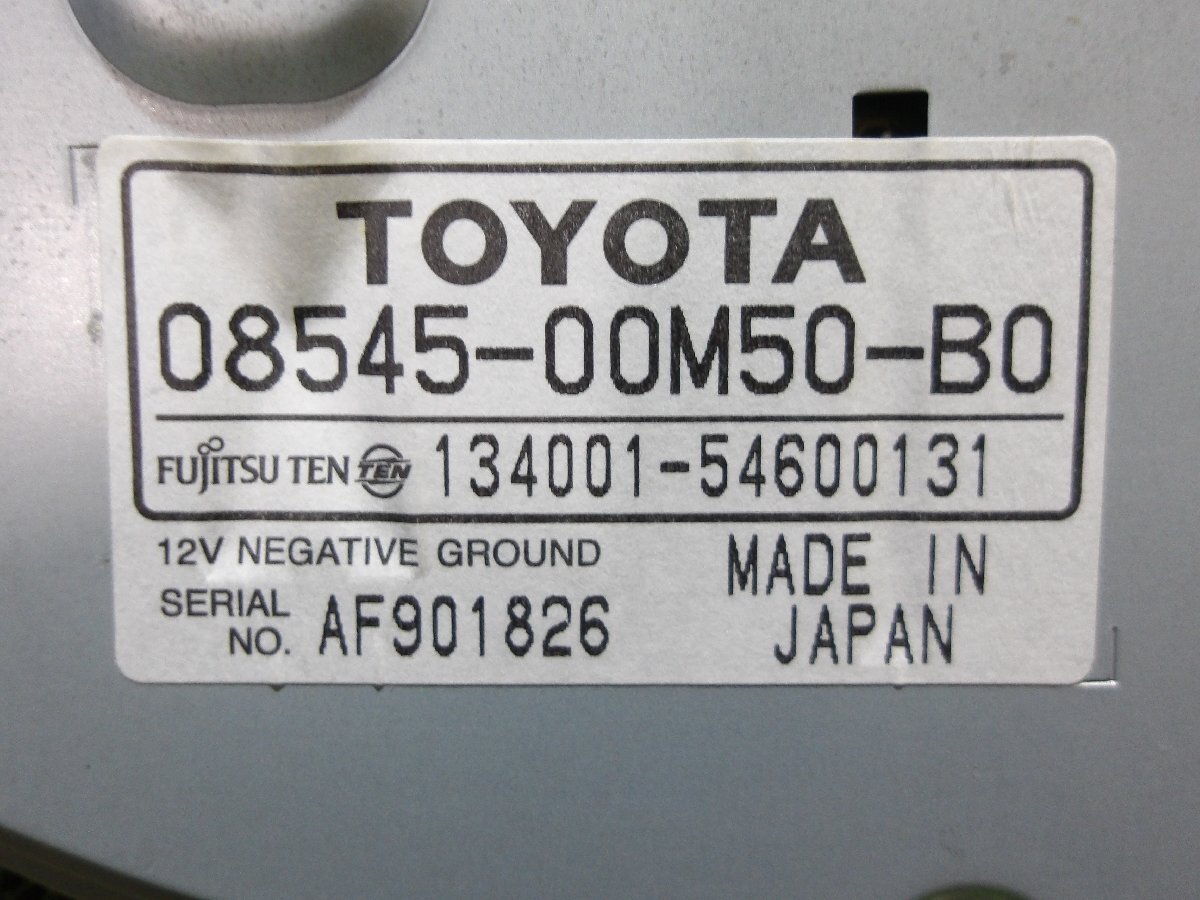 TOYOTA
08545-00M50-B0
FUJITSU TEN TEN 134001-54600131
12V NEGATIVE GROUND
SERIAL NO. AF901826
MADE IN
JAPAN